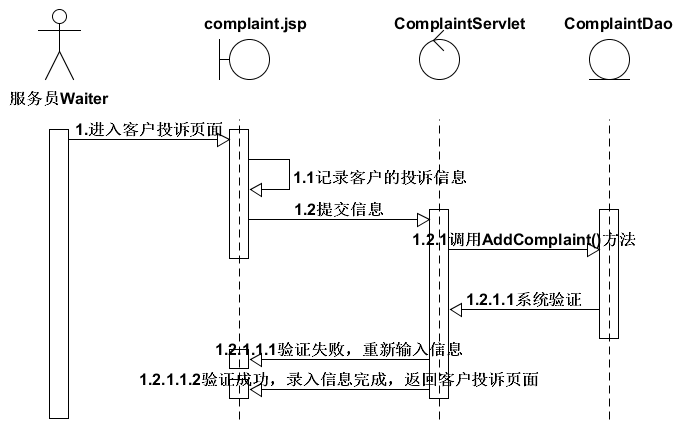 complaint.jsp
ComplaintServlet
ComplaintDao
服务员Waiter
1.进入客户投诉页面
1.1记录客户的投诉信息
1.2提交信息
1.2.1调用AddComplaint()方法
1.2.1.1系统验证
1.2.1.1.1验证失败，重新输入信息
1.2.1.1.2验证成功，录入信息完成，返回客户投诉页面